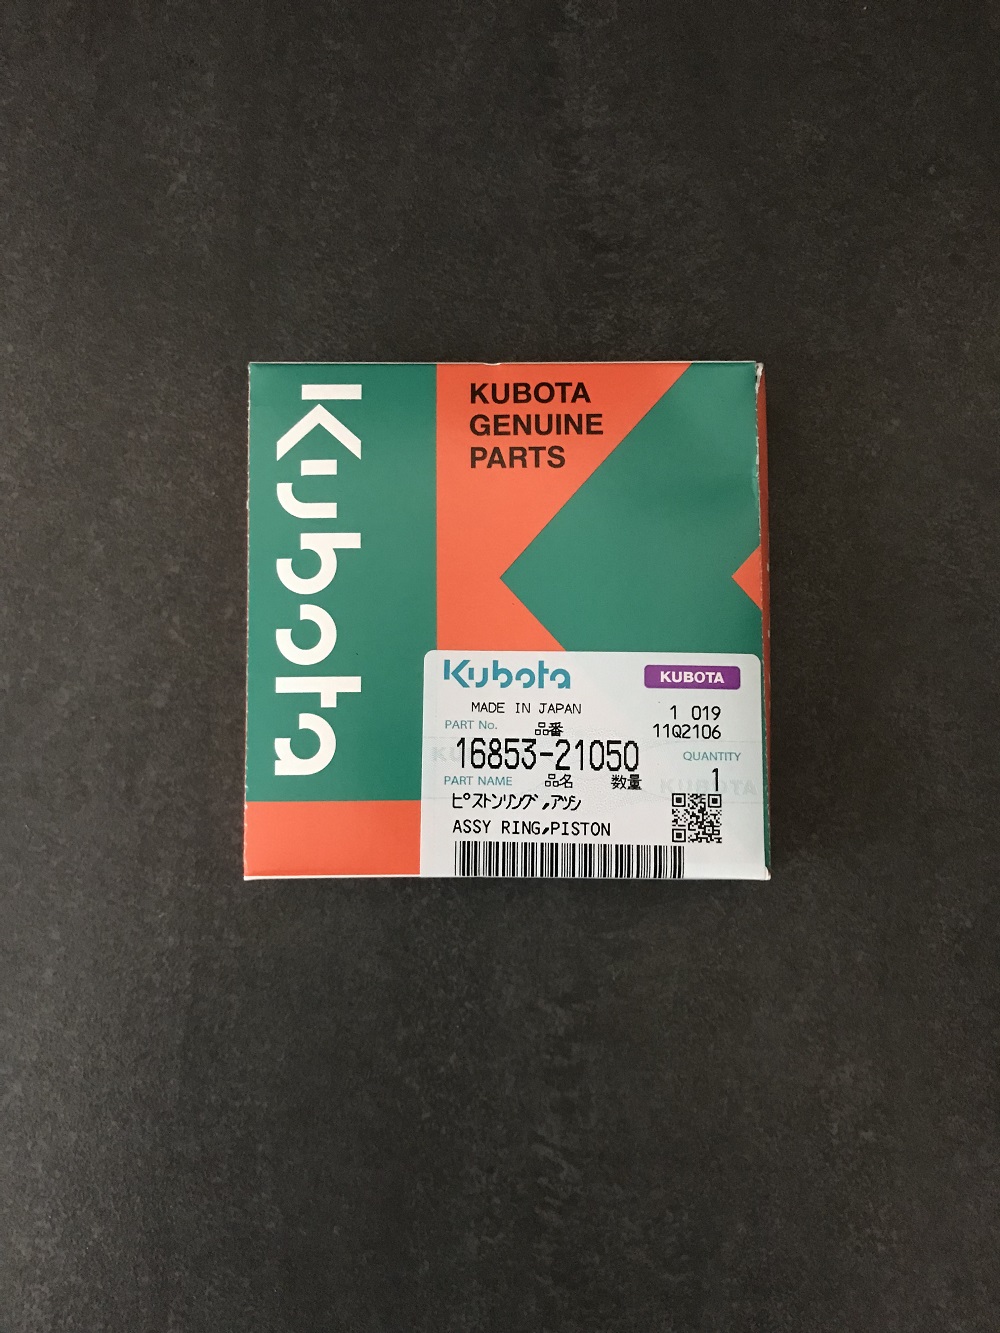 Kubota
KUBOTA
GENUINE
PARTS
Kubota
KUBOTA
MADE IN JAPAN
1 019
PART No.
品番
11Q2106
16853-21050
QUANTITY
1
PART NAME
品名
数量
ピストンリング,アツシ
ASSY RING,PISTON
KUBOTA